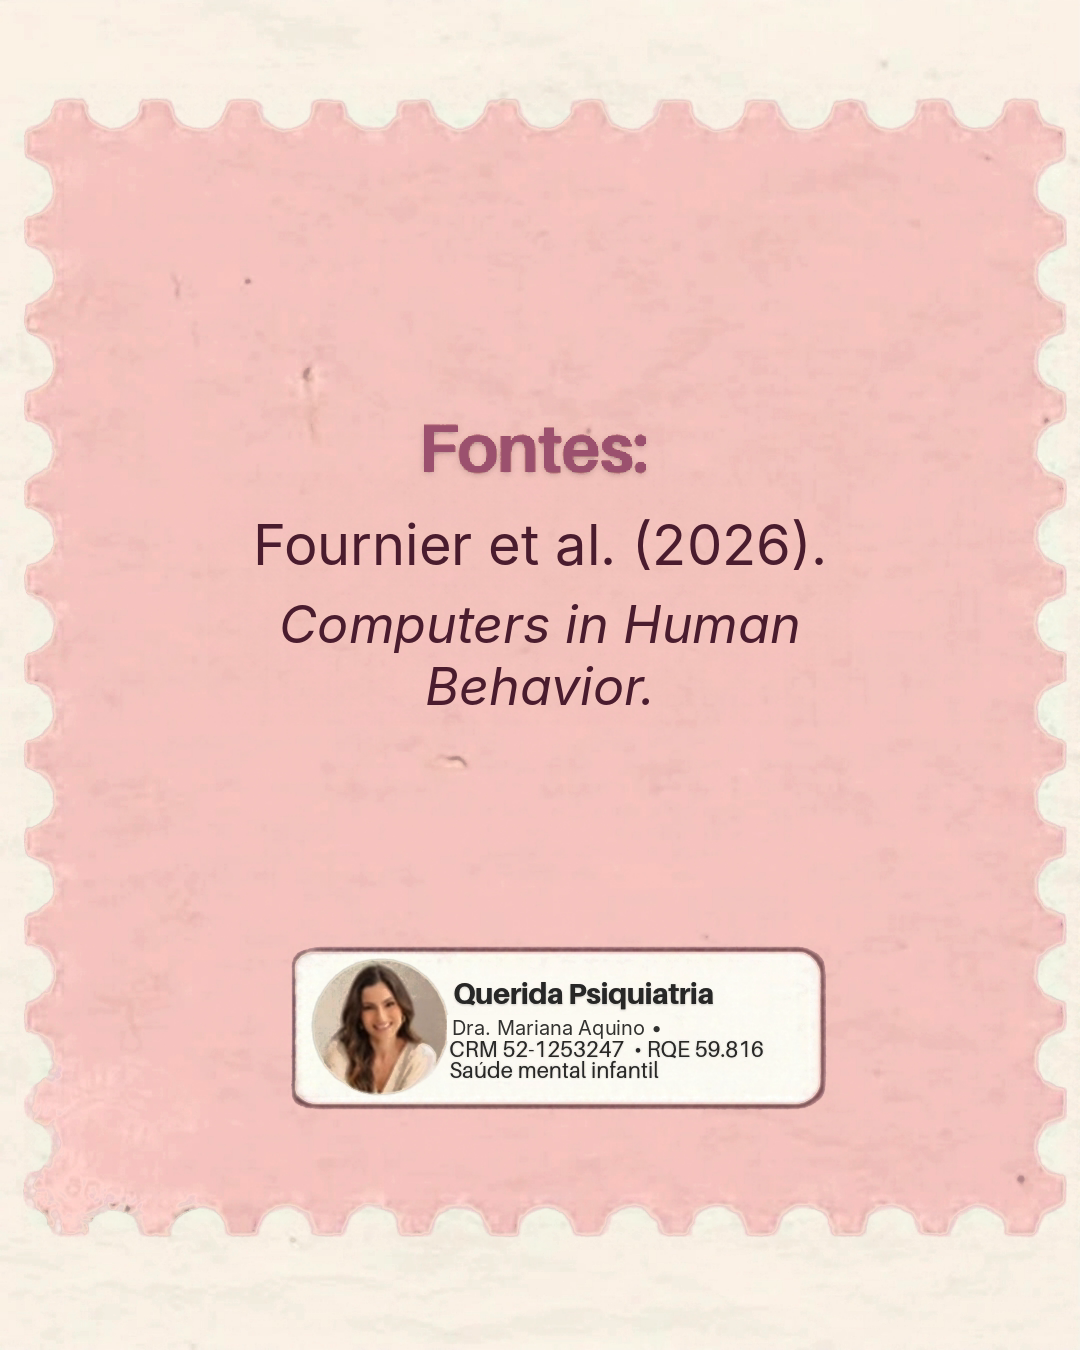 Fontes:
Fournier et al. (2026).
Computers in Human
Behavior.
Querida Psiquiatria
Dra. Mariana Aquino •
CRM 52-1253247 • RQE 59.816
Saúde mental infantil